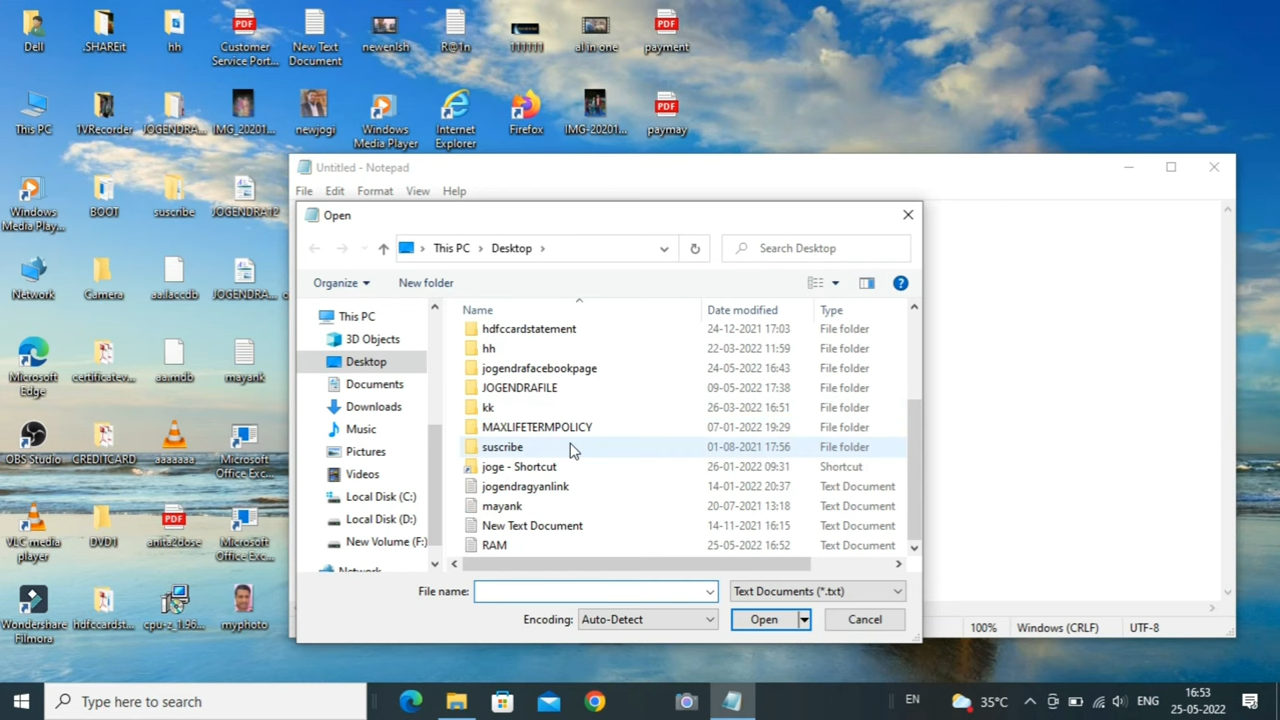 Dell
.SHAREit
hh
Customer
Service Port...
New Text
Document
newenlsh
R@1n
111111
al in one
payment
This PC
1VRecorder
JOGENDRA...
IMG_20201...
newjogi
Windows
Media Player
Internet
Explorer
Firefox
IMG-20201...
paymay
Windows
Media Play...
BOOT
suscribe
JOGENDRA12
Network
Camera
aailaccdb
JOGENDRA...
Microsoft
Edge
certificatev...
aaimdb
mayank
OBS Studio
CREDITCARD
aaaaaaa
Microsoft
Office Exc...
VLC media
player
DVD1
anita2dose
Microsoft
Office Exc...
Wondershare
Filmora
hdfccardst...
cpu-z_1.96...
myphoto
Untitled - Notepad
File Edit Format View Help
Open
This PC > Desktop >
Search Desktop
Organize
New folder
Name Date modified Type
This PC
3D Objects
Desktop
Documents
Downloads
Music
Pictures
Videos
Local Disk (C:)
Local Disk (D:)
New Volume (F:)
Network
hdfccardstatement 24-12-2021 17:03 File folder
hh 22-03-2022 11:59 File folder
jogendrafacebookpage 24-05-2022 16:43 File folder
JOGENDRAFILE 09-05-2022 17:38 File folder
kk 26-03-2022 16:51 File folder
MAXLIFETERMPOLICY 07-01-2022 19:29 File folder
suscribe 01-08-2021 17:56 File folder
joge - Shortcut 26-01-2022 09:31 Shortcut
jogendragyanlink 14-01-2022 20:37 Text Document
mayank 20-07-2021 13:18 Text Document
New Text Document 14-11-2021 16:15 Text Document
RAM 25-05-2022 16:52 Text Document
File name:
Text Documents (*.txt)
Encoding: Auto-Detect
Open
Cancel
100% Windows (CRLF) UTF-8
Type here to search
EN
35°C
ENG
16:53
25-05-2022